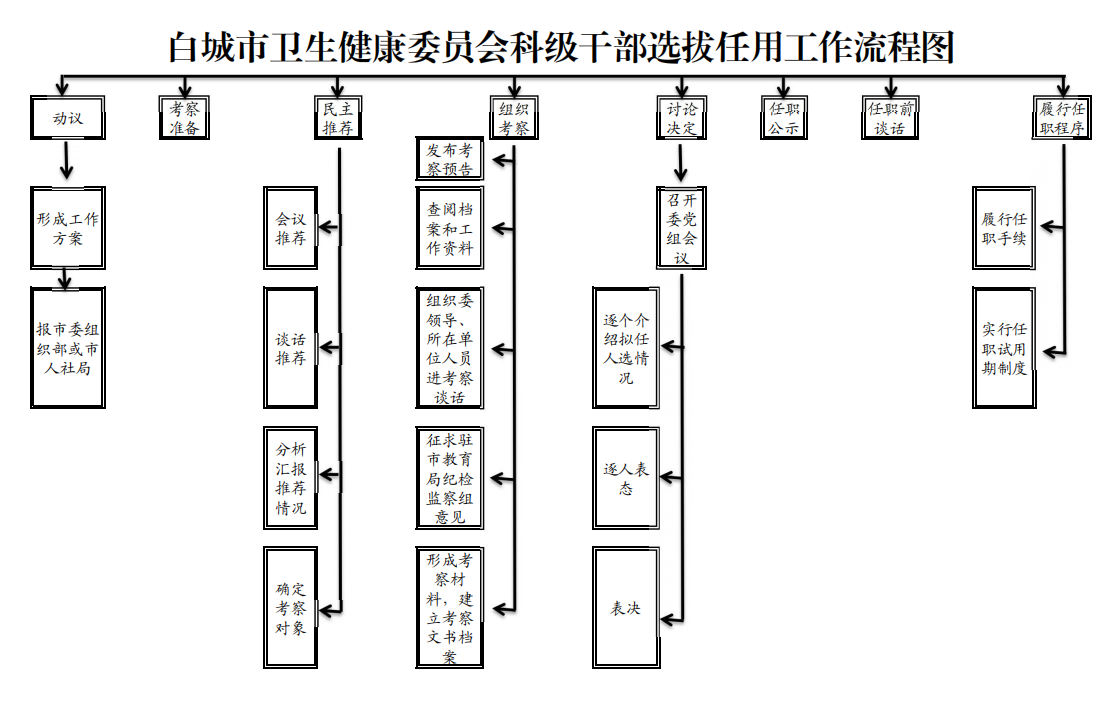 白城市卫生健康委员会科级干部选拔任用工作流程图
动议
考察
准备
民主
推荐
组织
考察
讨论
决定
任职
公示
任职前
谈话
履行任
职程序
形成工作
方案
报市委组
织部或市
人社局
会议
推荐
谈话
推荐
分析
汇报
推荐
情况
确定
考察
对象
发布考
察预告
查阅档
案和工
作资料
组织委
领导、
所在单
位人员
进考察
谈话
征求驻
市教育
局纪检
监察组
意见
形成考
察材
料，建
立考察
文书档
案
召开
委党
组会
议
逐个介
绍拟任
人选情
况
逐人表
态
表决
履行任
职手续
实行任
职试用
期制度